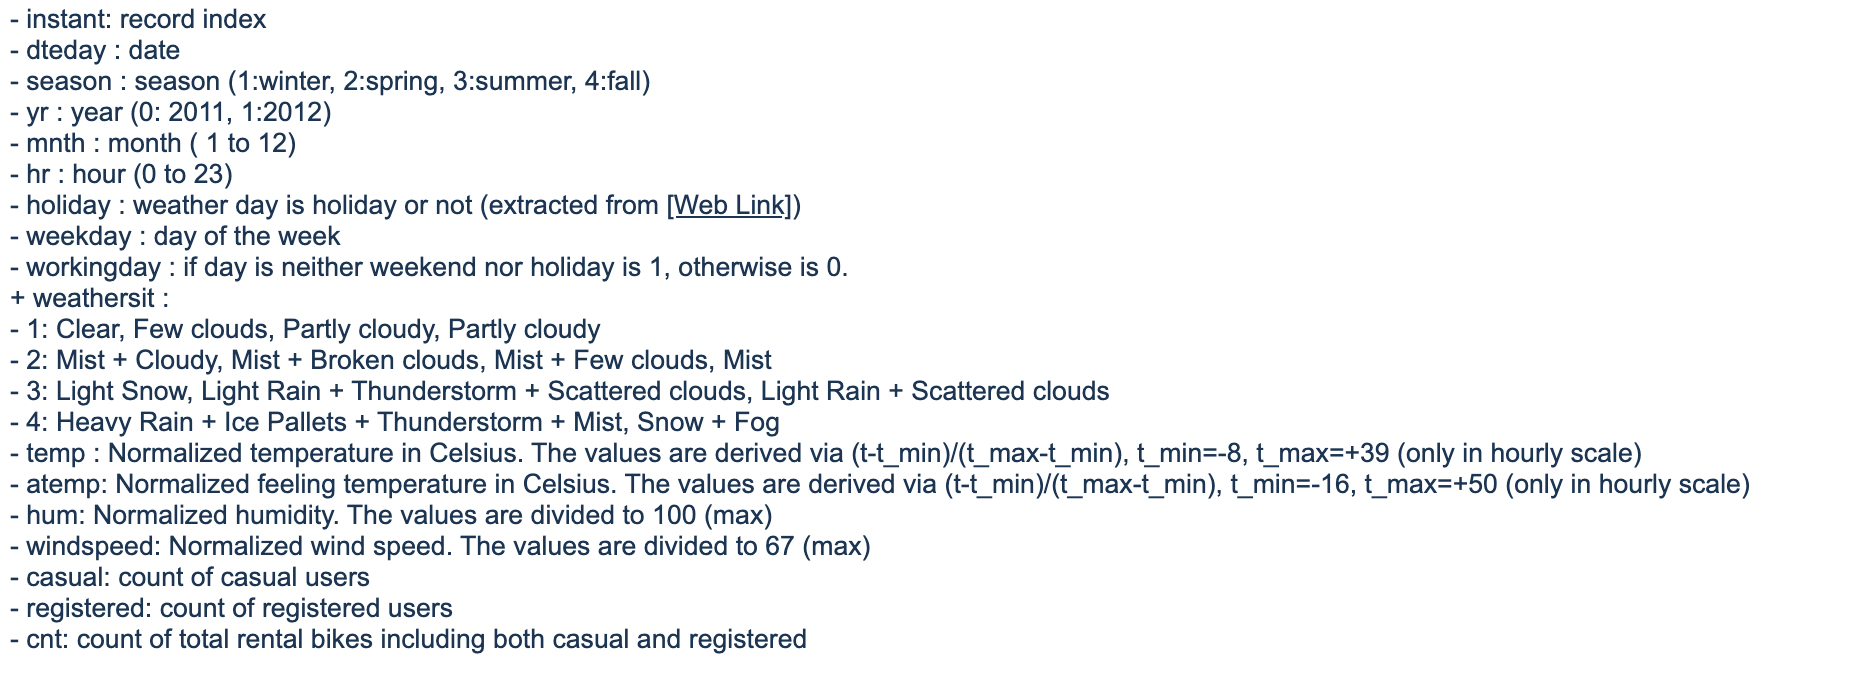 - instant: record index
- dteday : date
- season : season (1:winter, 2:spring, 3:summer, 4:fall)
- yr : year (0: 2011, 1:2012)
- mnth : month ( 1 to 12)
- hr : hour (0 to 23)
- holiday : weather day is holiday or not (extracted from [Web Link])
- weekday : day of the week
- workingday : if day is neither weekend nor holiday is 1, otherwise is 0.
+ weathersit :
- 1: Clear, Few clouds, Partly cloudy, Partly cloudy
- 2: Mist + Cloudy, Mist + Broken clouds, Mist + Few clouds, Mist
- 3: Light Snow, Light Rain + Thunderstorm + Scattered clouds, Light Rain + Scattered clouds
- 4: Heavy Rain + Ice Pallets + Thunderstorm + Mist, Snow + Fog
- temp : Normalized temperature in Celsius. The values are derived via (t-t_min)/(t_max-t_min), t_min=-8, t_max=+39 (only in hourly scale)
- atemp: Normalized feeling temperature in Celsius. The values are derived via (t-t_min)/(t_max-t_min), t_min=-16, t_max=+50 (only in hourly scale)
- hum: Normalized humidity. The values are divided to 100 (max)
- windspeed: Normalized wind speed. The values are divided to 67 (max)
- casual: count of casual users
- registered: count of registered users
- cnt: count of total rental bikes including both casual and registered